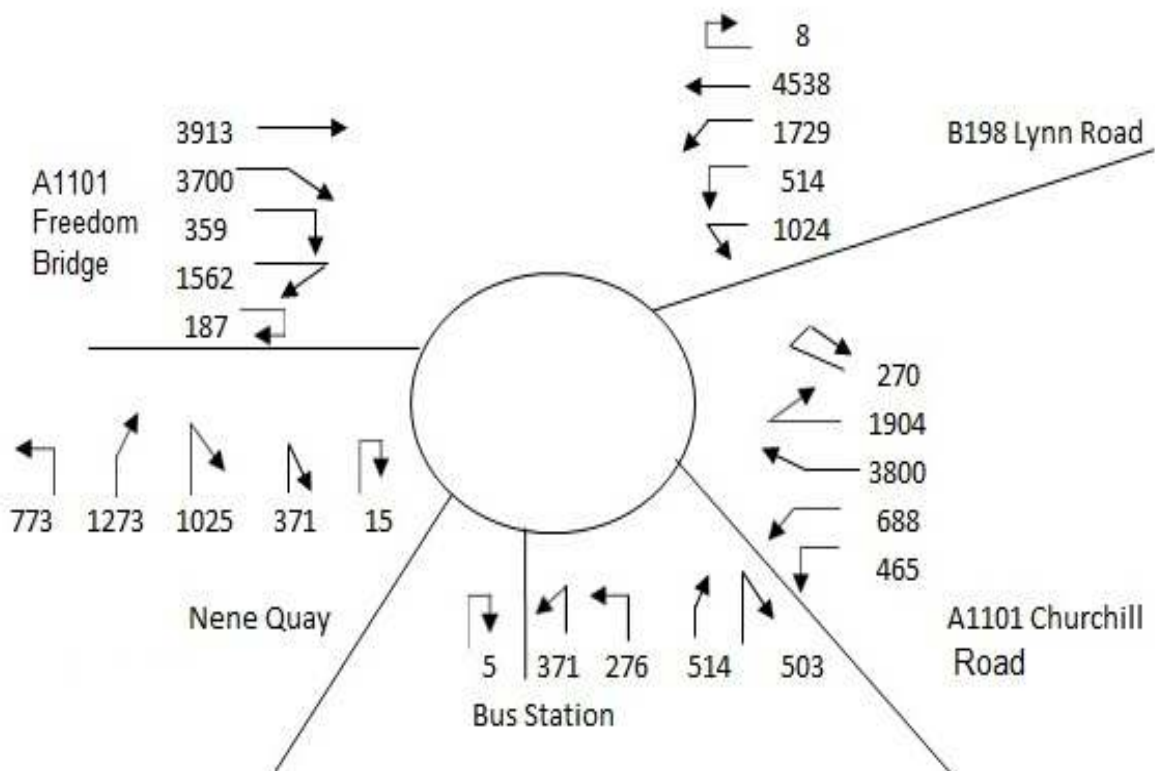 8
4538
1729
514
1024
B198 Lynn Road
3913
3700
359
1562
187
A1101
Freedom
Bridge
270
1904
3800
688
465
773 1273 1025 371 15
Nene Quay
5 371 276 514 503
Bus Station
A1101 Churchill
Road